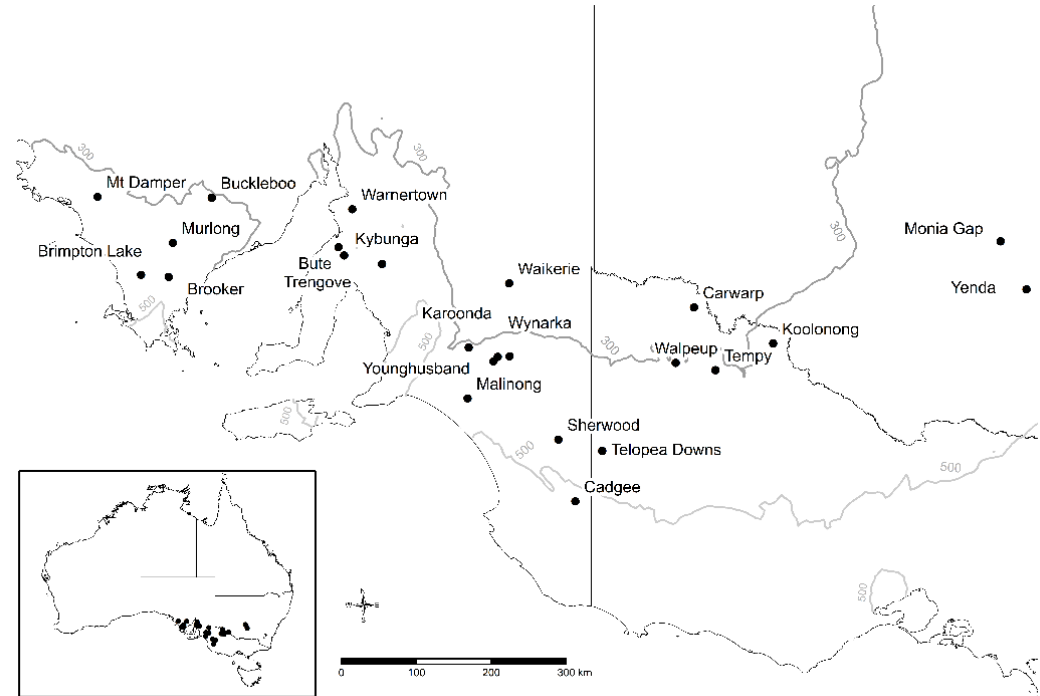 300
300
Mt Damper
Buckleboo
Warnertown
Murlong
Kybunga
Monia Gap
300
Brimpton Lake
Bute
Waikerie
Trengove
Brooker
Yenda
Carwarp
500
Karoonda
Wynarka
Koolonong
500
300
Walpeup
Tempy
Younghusband
Malinong
500
Sherwood
Telopea Downs
500
500
Cadgee
500
N
W E
S
0 100 200 300 km